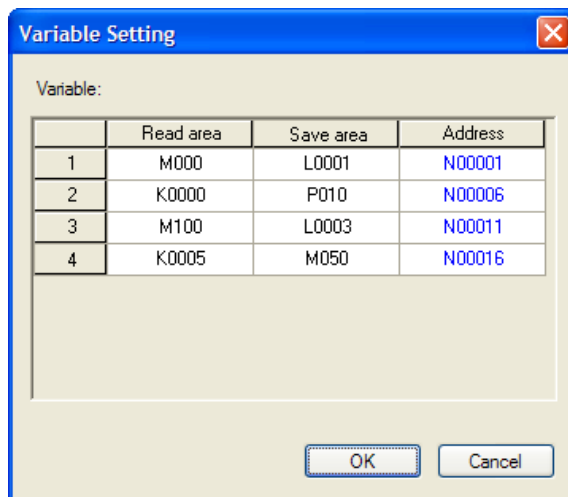 Variable Setting
Variable:
Read area Save area Address
1 M000 L0001 N00001
2 K0000 P010 N00006
3 M100 L0003 N00011
4 K0005 M050 N00016
OK Cancel